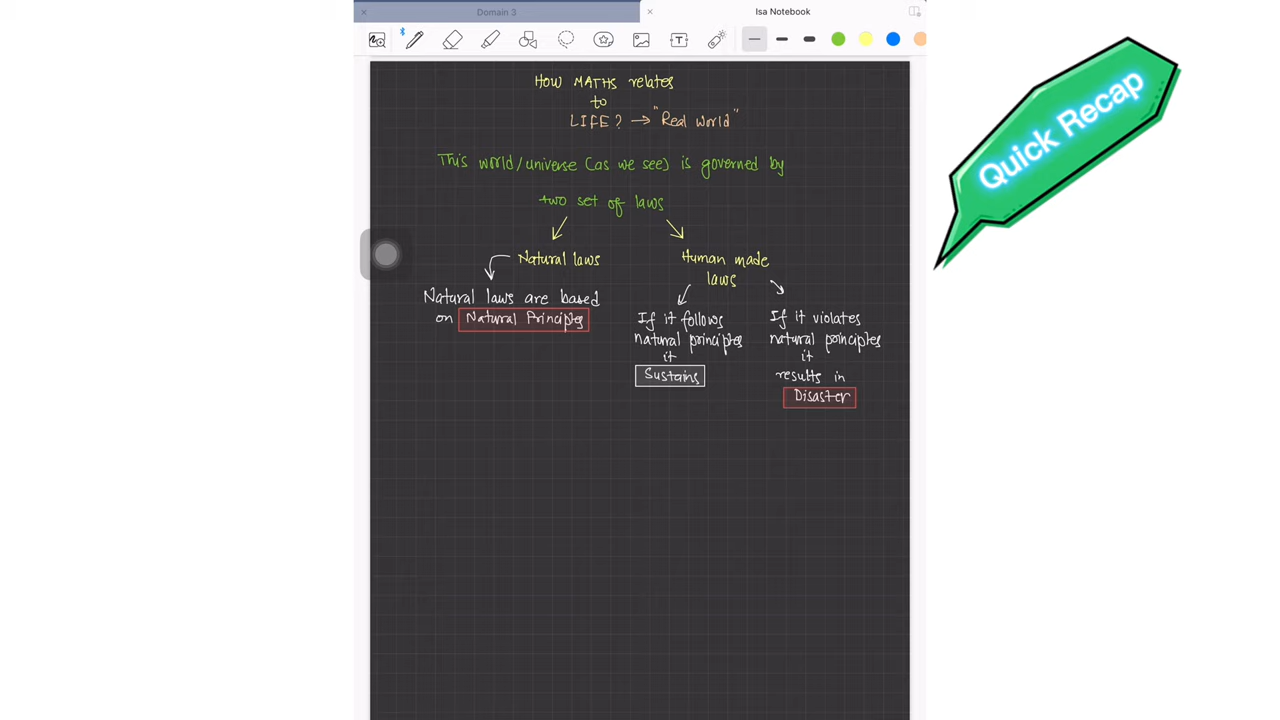 Domain 3
Isa Notebook
Quick Recap
How MATHS relates
to
LIFE? → "Real World"
This world/universe (as we see) is governed by
two set of laws
Natural laws
Human made
laws
Natural laws are based
on Natural Principles
If it follows
natural principles
it
Sustains
If it violates
natural principles
it
results in
Disaster